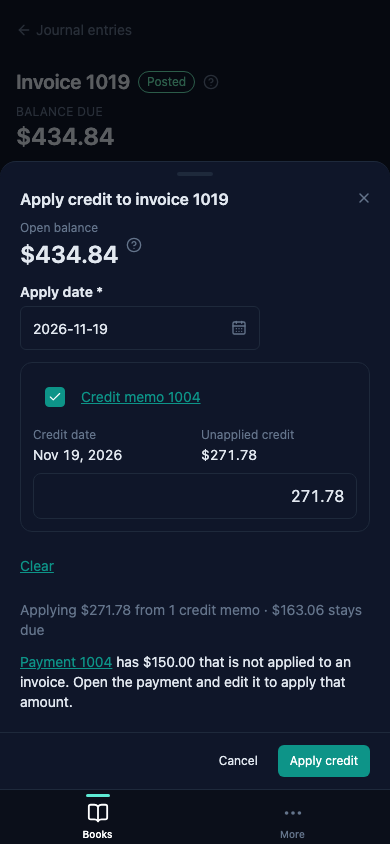 Journal entries
Invoice 1019 Posted
BALANCE DUE
$434.84
Apply credit to invoice 1019
Open balance
$434.84
Apply date *
2026-11-19
Credit memo 1004
Credit date Unapplied credit
Nov 19, 2026 $271.78
271.78
Clear
Applying $271.78 from 1 credit memo · $163.06 stays
due
Payment 1004 has $150.00 that is not applied to an
invoice. Open the payment and edit it to apply that
amount.
Cancel Apply credit
Books More